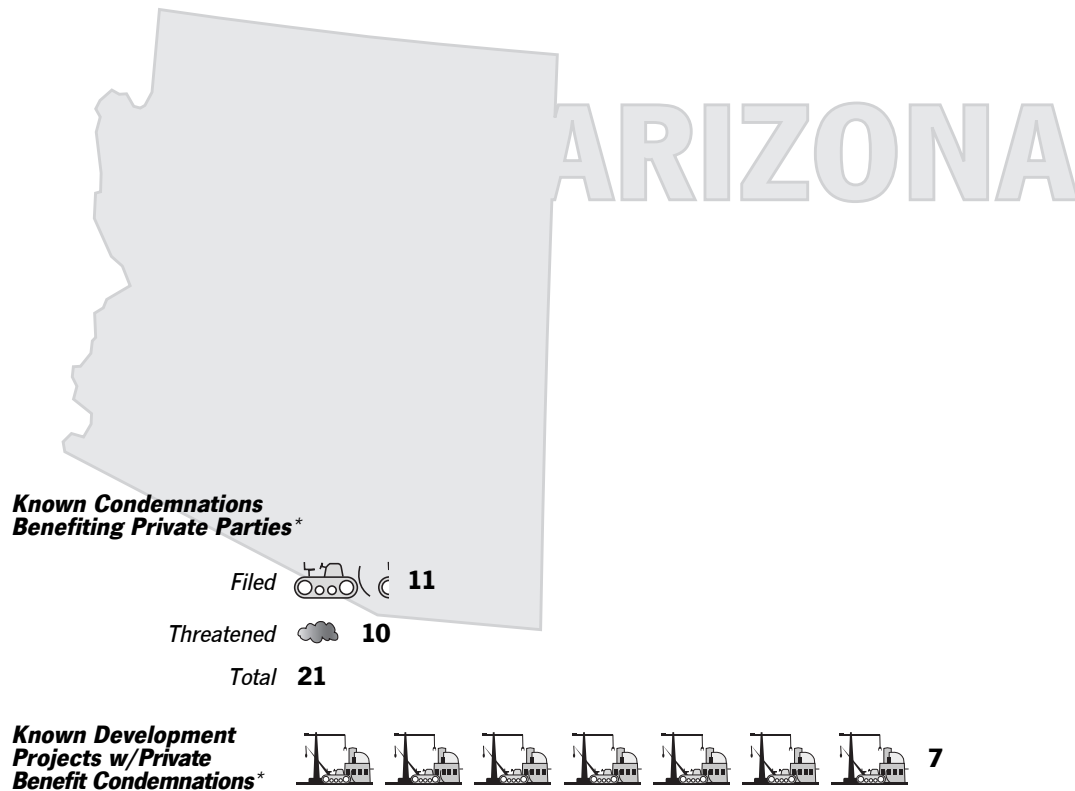 ARIZONA
Known Condemnations
Benefiting Private Parties*
Filed 11
Threatened 10
Total 21
Known Development
Projects w/Private
Benefit Condemnations* 7